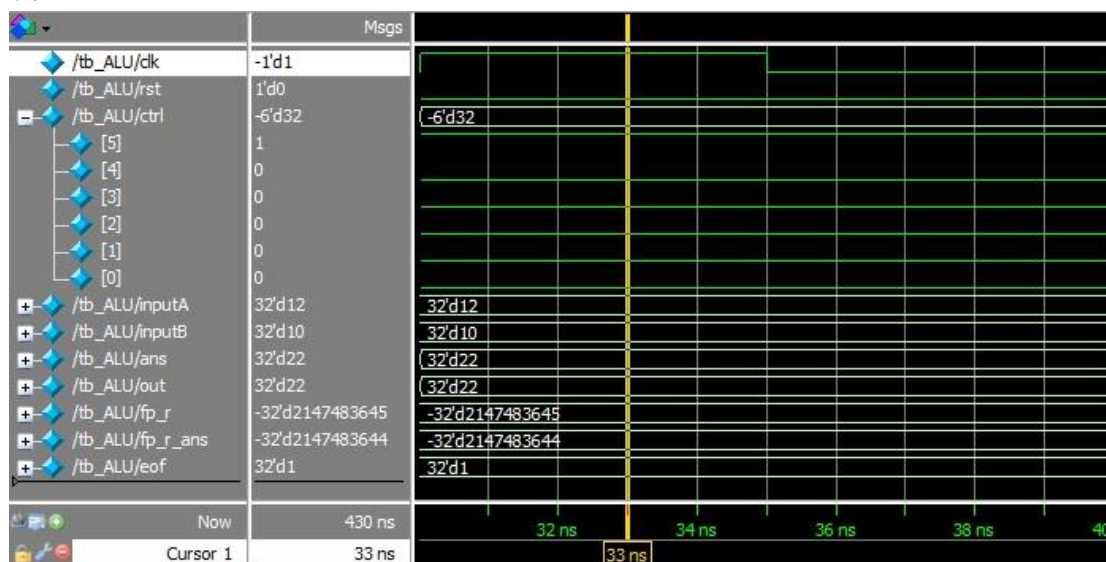 Msgs
/tb_ALU/clk -1'd1
/tb_ALU/rst 1'd0
/tb_ALU/ctrl -6'd32 -6'd32
[5] 1
[4] 0
[3] 0
[2] 0
[1] 0
[0] 0
/tb_ALU/inputA 32'd12 32'd12
/tb_ALU/inputB 32'd10 32'd10
/tb_ALU/ans 32'd22 32'd22
/tb_ALU/out 32'd22 32'd22
/tb_ALU/fp_r -32'd2147483645 -32'd2147483645
/tb_ALU/fp_r_ans -32'd2147483644 -32'd2147483644
/tb_ALU/eof 32'd1 32'd1
Now 430 ns 32 ns 34 ns 36 ns 38 ns 40
Cursor 1 33 ns 33 ns